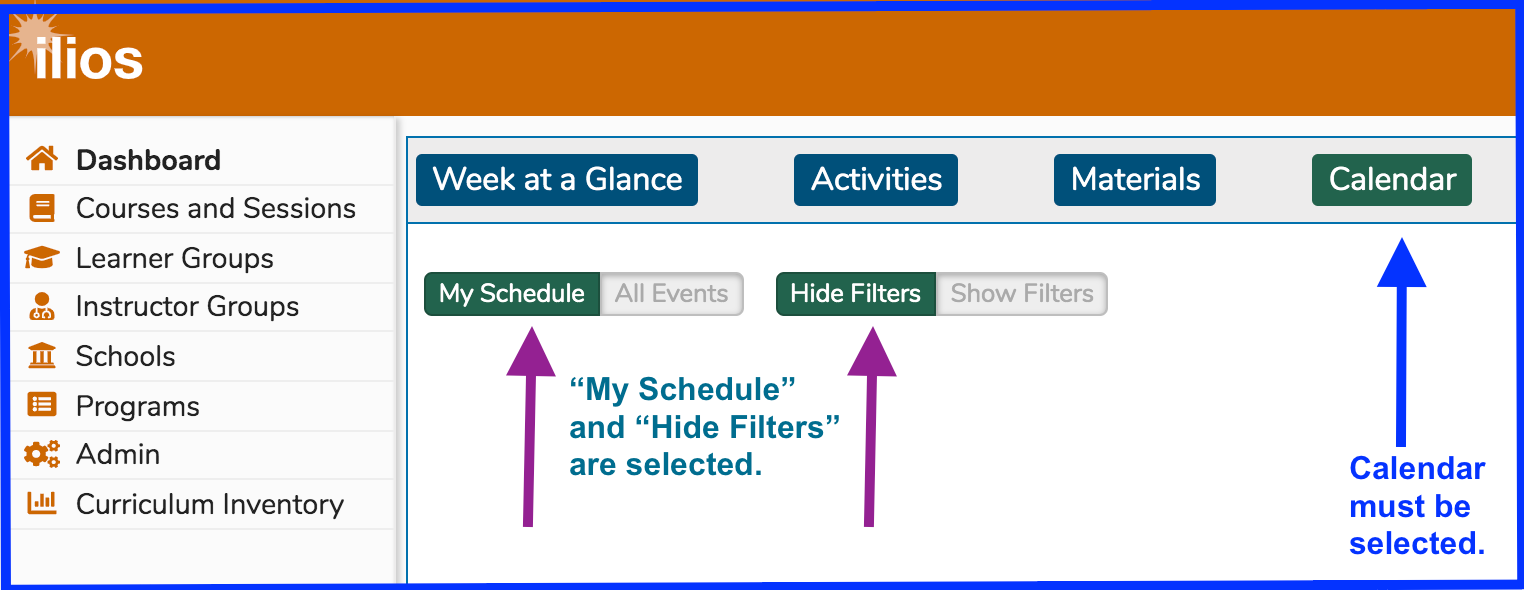 ilios
Dashboard
Courses and Sessions
Learner Groups
Instructor Groups
Schools
Programs
Admin
Curriculum Inventory
Week at a Glance Activities Materials Calendar
My Schedule All Events Hide Filters Show Filters
“My Schedule”
and “Hide Filters”
are selected.
Calendar
must be
selected.